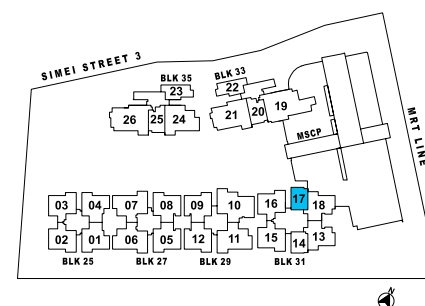 SIMEI STREET 3
BLK 35
BLK 33
23
22
26 25 24
21 20 19
MSCP
MRT LINE
03 04 07 08 09 10 16 17 18
02 01 06 05 12 11 15 14 13
BLK 25 BLK 27 BLK 29 BLK 31